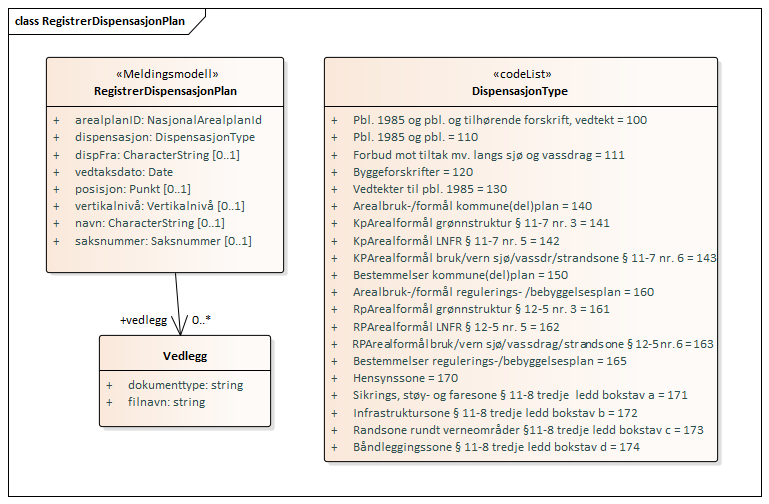 class RegistrerDispensasjonPlan
«Meldingsmodell»
RegistrerDispensasjonPlan
+ arealplanID: NasjonalArealplanId
+ dispensasjon: DispensasjonType
+ dispFra: CharacterString [0..1]
+ vedtaksdato: Date
+ posisjon: Punkt [0..1]
+ vertikalnivå: Vertikalnivå [0..1]
+ navn: CharacterString [0..1]
+ saksnummer: Saksnummer [0..1]
+vedlegg 0..*
Vedlegg
+ dokumenttype: string
+ filnavn: string
«codeList»
DispensasjonType
+ Pbl. 1985 og pbl. og tilhørende forskrift, vedtekt = 100
+ Pbl. 1985 og pbl. = 110
+ Forbud mot tiltak mv. langs sjø og vassdrag = 111
+ Byggeforskrifter = 120
+ Vedtekter til pbl. 1985 = 130
+ Arealbruk-/formål kommune(del)plan = 140
+ KpArealformål grønnstruktur § 11-7 nr. 3 = 141
+ KpArealformål LNFR § 11-7 nr. 5 = 142
+ KPArealformål bruk/vern sjø/vassdr/strandsone § 11-7 nr. 6 = 143
+ Bestemmelser kommune(del)plan = 150
+ Arealbruk-/formål regulerings- /bebyggelsesplan = 160
+ RpArealformål grønnstruktur § 12-5 nr. 3 = 161
+ RPArealformål LNFR § 12-5 nr. 5 = 162
+ RPArealformål bruk/vern sjø/vassdrag/strandsone § 12-5 nr. 6 = 163
+ Bestemmelser regulerings-/bebyggelsesplan = 165
+ Hensynssone = 170
+ Sikrings, støy- og faresone § 11-8 tredje ledd bokstav a = 171
+ Infrastruktursone § 11-8 tredje ledd bokstav b = 172
+ Randsone rundt verneområder §11-8 tredje ledd bokstav c = 173
+ Båndleggingssone § 11-8 tredje ledd bokstav d = 174